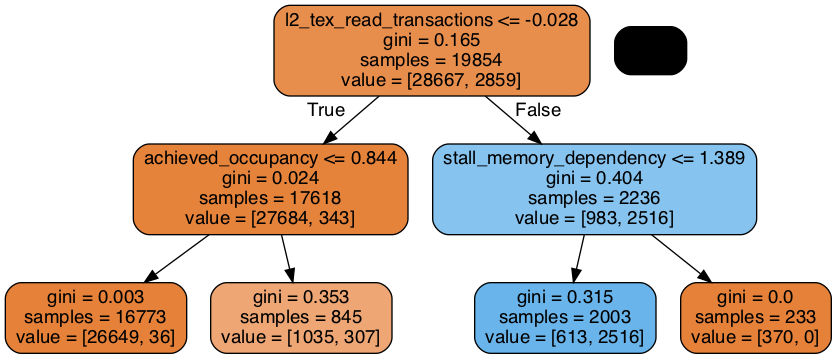 l2_tex_read_transactions <= -0.028
gini = 0.165
samples = 19854
value = [28667, 2859]
True
False
achieved_occupancy <= 0.844
gini = 0.024
samples = 17618
value = [27684, 343]
stall_memory_dependency <= 1.389
gini = 0.404
samples = 2236
value = [983, 2516]
gini = 0.003
samples = 16773
value = [26649, 36]
gini = 0.353
samples = 845
value = [1035, 307]
gini = 0.315
samples = 2003
value = [613, 2516]
gini = 0.0
samples = 233
value = [370, 0]